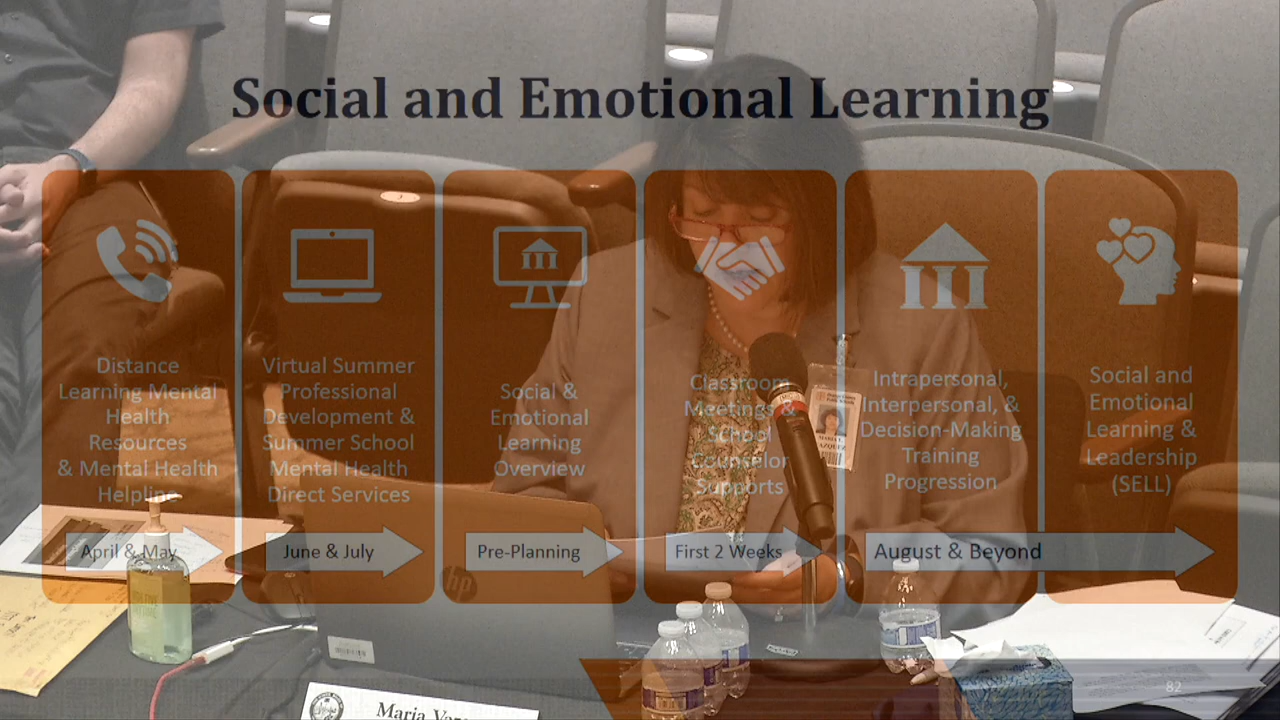 Social and Emotional Learning
Distance
Learning Mental
Health
Resources
& Mental Health
Helpline
April & May
Virtual Summer
Professional
Development &
Summer School
Mental Health
Direct Services
June & July
Social &
Emotional
Learning
Overview
Pre-Planning
Classroom
Meetings &
School
Counselor
Supports
First 2 Weeks
Intrapersonal,
Interpersonal, &
Decision-Making
Training
Progression
Social and
Emotional
Learning &
Leadership
(SELL)
August & Beyond
hp
Maria
82